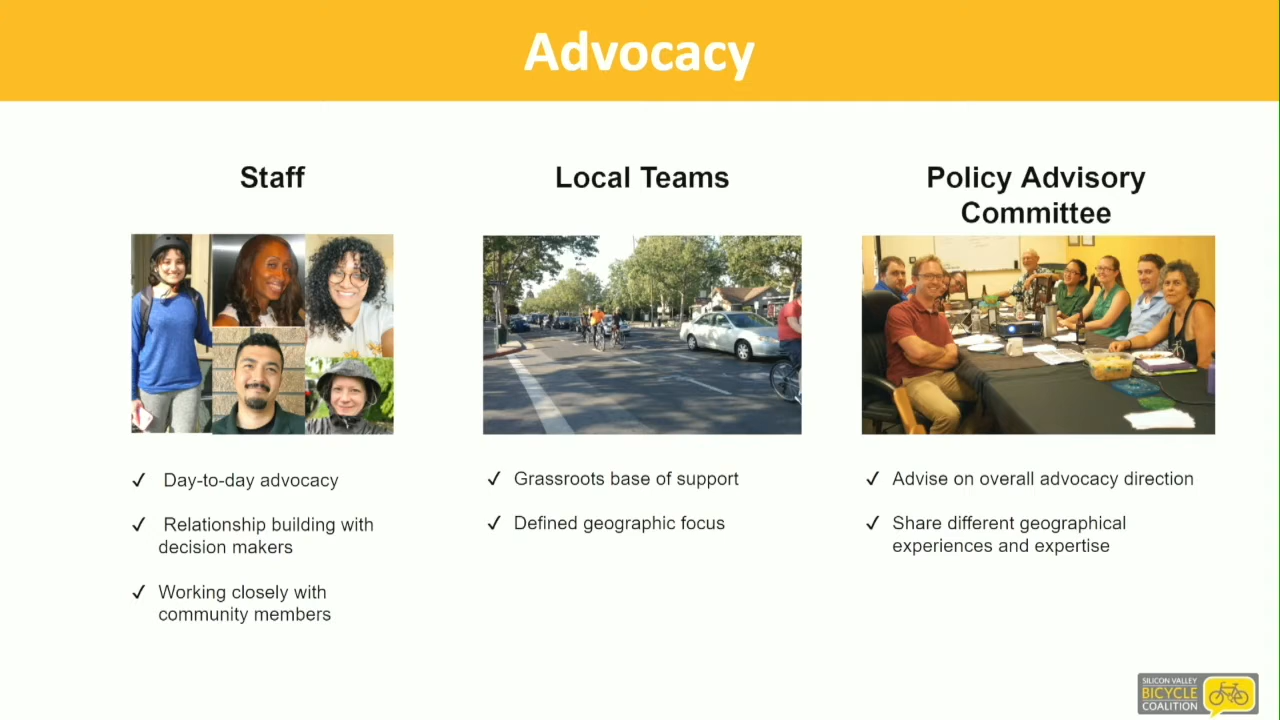 Advocacy
Staff
Local Teams
Policy Advisory
Committee
✓ Day-to-day advocacy
✓ Relationship building with
decision makers
✓ Working closely with
community members
✓ Grassroots base of support
✓ Defined geographic focus
✓ Advise on overall advocacy direction
✓ Share different geographical
experiences and expertise
SILICON VALLEY
BICYCLE
COALITION